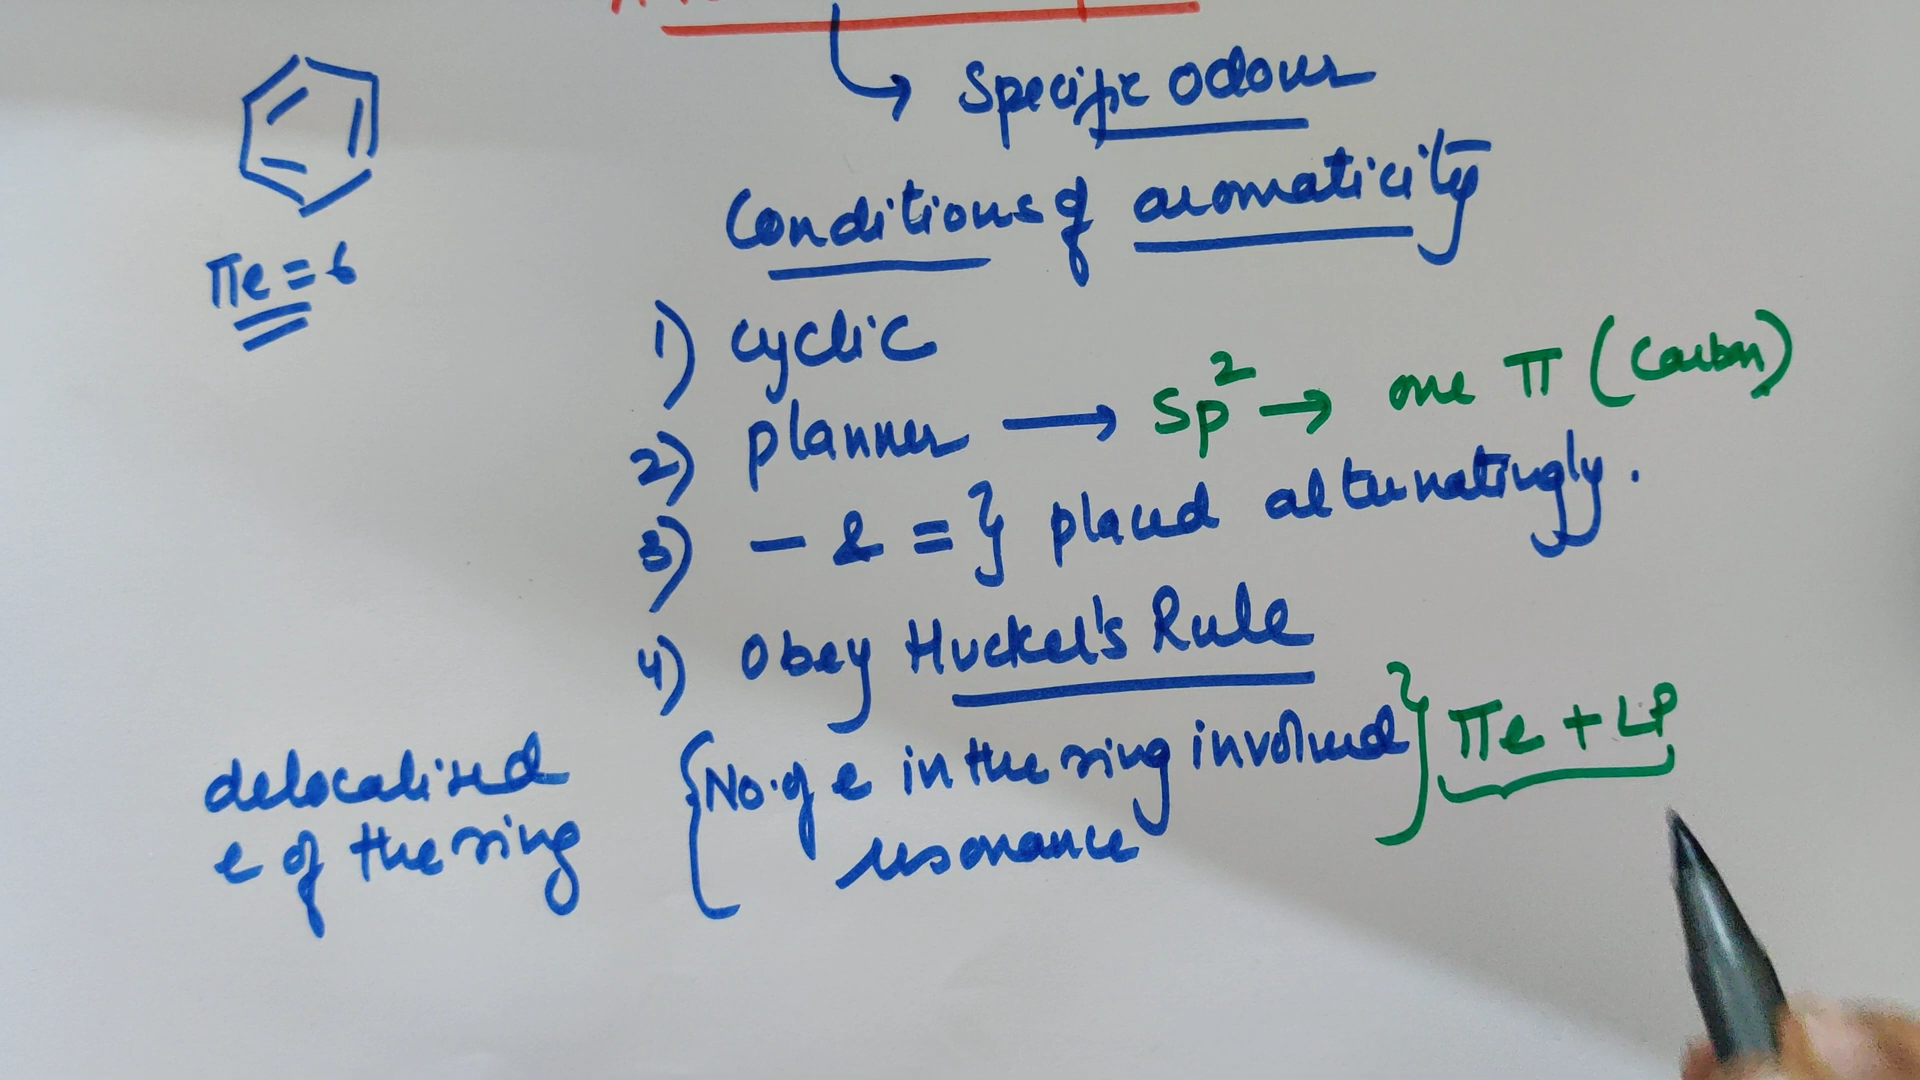 Specific odour
Conditions of aromaticity
πe = 6
1) cyclic
2) planner → sp² → one π (Carbon)
3) — & = } placed alternatingly.
4) Obey Huckel's Rule
{No. of e in the ring involved } πe + LP
resonance
delocalised
e of the ring